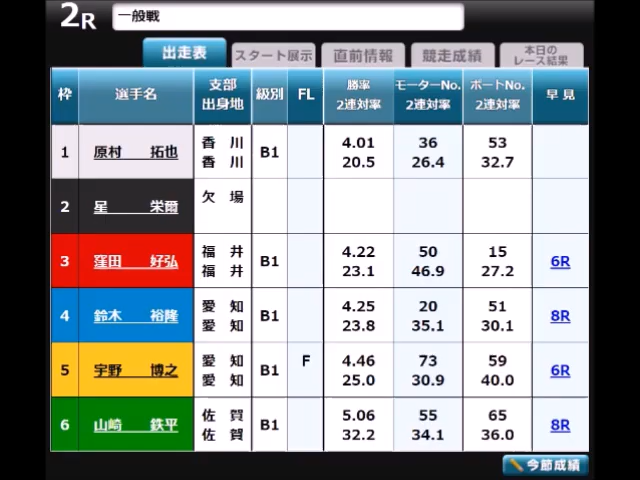 2R 一般戦
出走表 スタート展示 直前情報 競走成績 本日の
レース結果
枠 選手名 支部
出身地 級別 FL 勝率
2連対率 モーターNo.
2連対率 ボートNo.
2連対率 早見
1 原村 拓也 香川
香川 B1 4.01
20.5 36
26.4 53
32.7
2 星 栄爾 欠場
3 窪田 好弘 福井
福井 B1 4.22
23.1 50
46.9 15
27.2 6R
4 鈴木 裕隆 愛知
愛知 B1 4.25
23.8 20
35.1 51
30.1 8R
5 宇野 博之 愛知
愛知 B1 F 4.46
25.0 73
30.9 59
40.0 6R
6 山崎 鉄平 佐賀
佐賀 B1 5.06
32.2 55
34.1 65
36.0 8R
今節成績